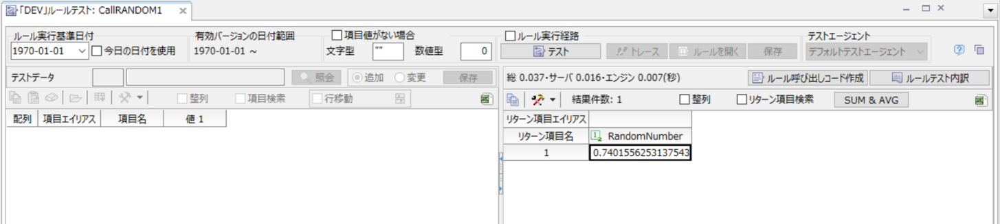 「DEV」ルールテスト: CallRANDOM1
ルール実行基準日付 有効バージョンの日付範囲 項目値がない場合 ルール実行経路 テストエージェント
1970-01-01 今日の日付を使用 1970-01-01 ~ 文字型 "" 数値型 0 テスト トレース ルールを開く 保存 デフォルトテストエージェント
テストデータ 照会 追加 変更 保存 総 0.037・サーバ 0.016・エンジン 0.007(秒) ルール呼び出しコード作成 ルールテスト内訳
整列 項目検索 行移動 結果件数: 1 整列 リターン項目検索 SUM & AVG
配列 項目エイリアス 項目名 値 1 リターン項目エイリアス
リターン項目名 RandomNumber
1 0.7401556253137543